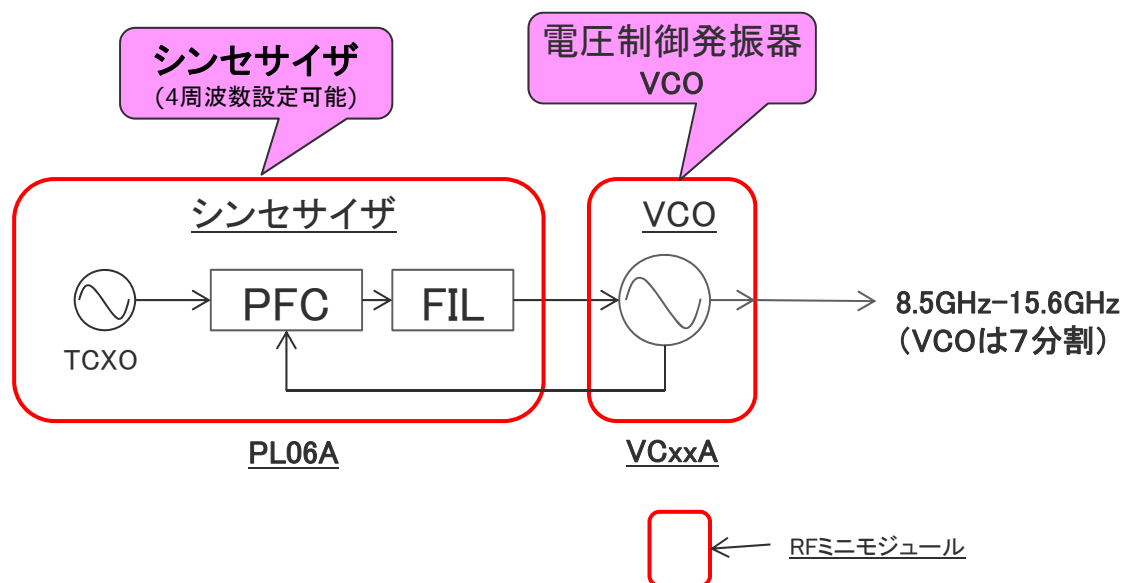 シンセサイザ
(4周波数設定可能)
電圧制御発振器
VCO
シンセサイザ
VCO
PFC
FIL
TCXO
8.5GHz-15.6GHz
(VCOは7分割)
PL06A
VCxxA
RFミニモジュール